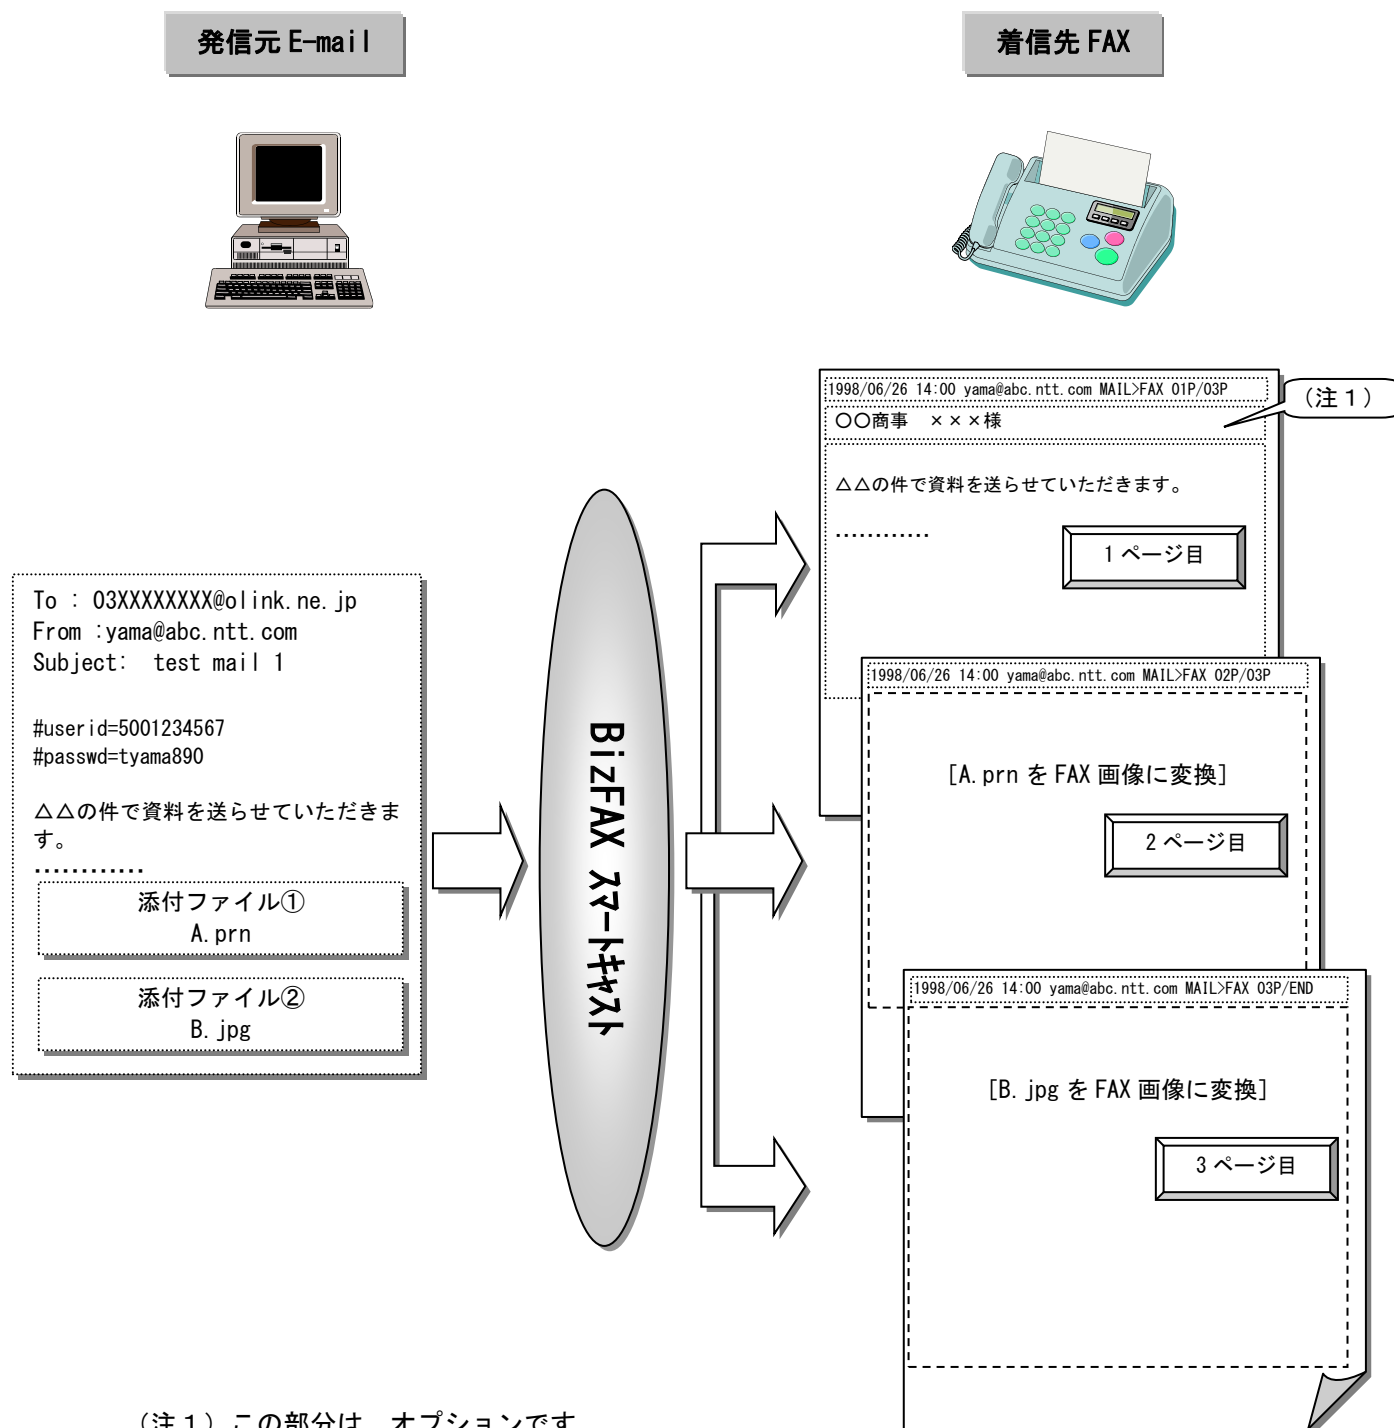 発信元 E-mail
着信先 FAX
1998/06/26 14:00 yama@abc.ntt.com MAIL>FAX 01P/03P
(注1)
〇〇商事　×××様
△△の件で資料を送らせていただきます。
…………
1 ページ目
To : 03XXXXXXXX@olink.ne.jp
From :yama@abc.ntt.com
Subject:  test mail 1
#userid=5001234567
#passwd=tyama890
△△の件で資料を送らせていただきま
す。
…………
添付ファイル①
A.prn
添付ファイル②
B.jpg
BizFAX スマートキャスト
1998/06/26 14:00 yama@abc.ntt.com MAIL>FAX 02P/03P
[A.prn を FAX 画像に変換]
2 ページ目
1998/06/26 14:00 yama@abc.ntt.com MAIL>FAX 03P/END
[B.jpg を FAX 画像に変換]
3 ページ目
(注1) この部分は、オプションです